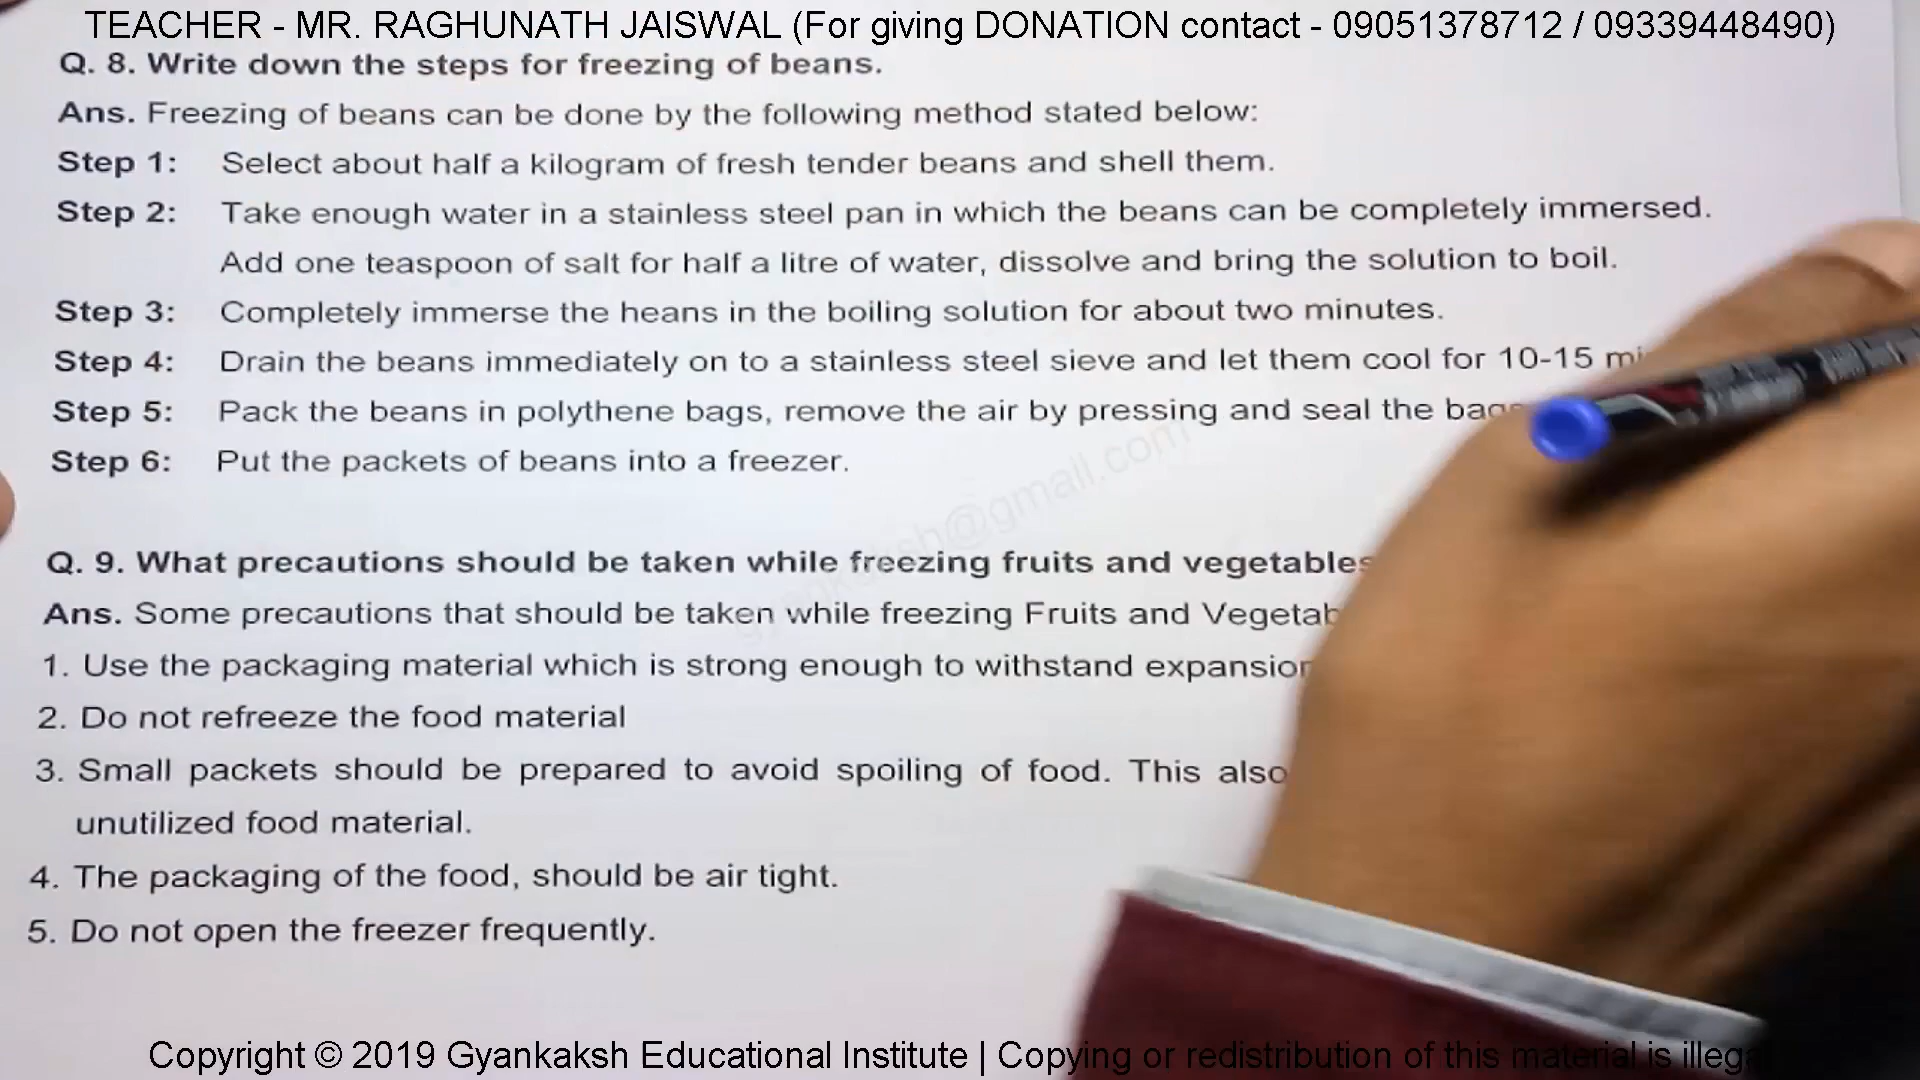 TEACHER - MR. RAGHUNATH JAISWAL (For giving DONATION contact - 09051378712 / 09339448490)
Q. 8. Write down the steps for freezing of beans.
Ans. Freezing of beans can be done by the following method stated below:
Step 1: Select about half a kilogram of fresh tender beans and shell them.
Step 2: Take enough water in a stainless steel pan in which the beans can be completely immersed.
Add one teaspoon of salt for half a litre of water, dissolve and bring the solution to boil.
Step 3: Completely immerse the heans in the boiling solution for about two minutes.
Step 4: Drain the beans immediately on to a stainless steel sieve and let them cool for 10-15
Step 5: Pack the beans in polythene bags, remove the air by pressing and seal the
Step 6: Put the packets of beans into a freezer.
gyankaksh@gmail.com
Q. 9. What precautions should be taken while freezing fruits and vegetables
Ans. Some precautions that should be taken while freezing Fruits and
1. Use the packaging material which is strong enough to withstand expansion
2. Do not refreeze the food material
3. Small packets should be prepared to avoid spoiling of food. This also
unutilized food material.
4. The packaging of the food, should be air tight.
5. Do not open the freezer frequently.
Copyright © 2019 Gyankaksh Educational Institute | Copying or redistribution of this material is